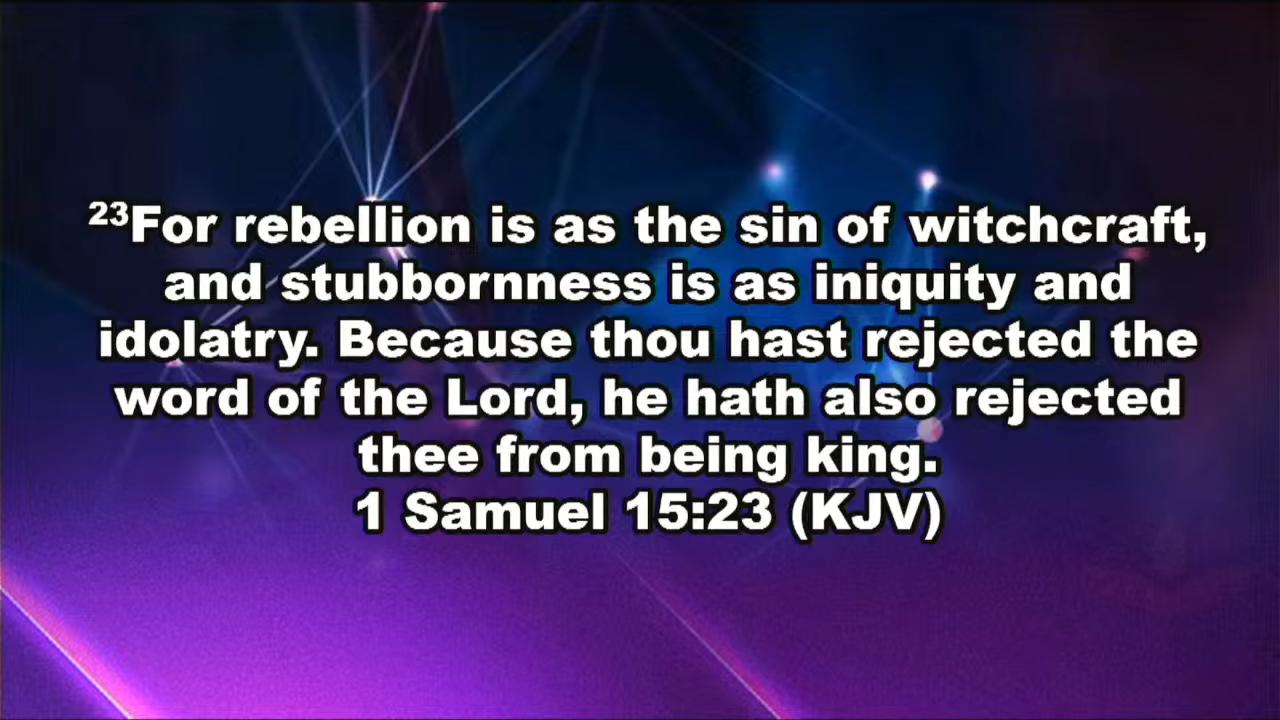 ²³For rebellion is as the sin of witchcraft,
and stubbornness is as iniquity and
idolatry. Because thou hast rejected the
word of the Lord, he hath also rejected
thee from being king.
1 Samuel 15:23 (KJV)